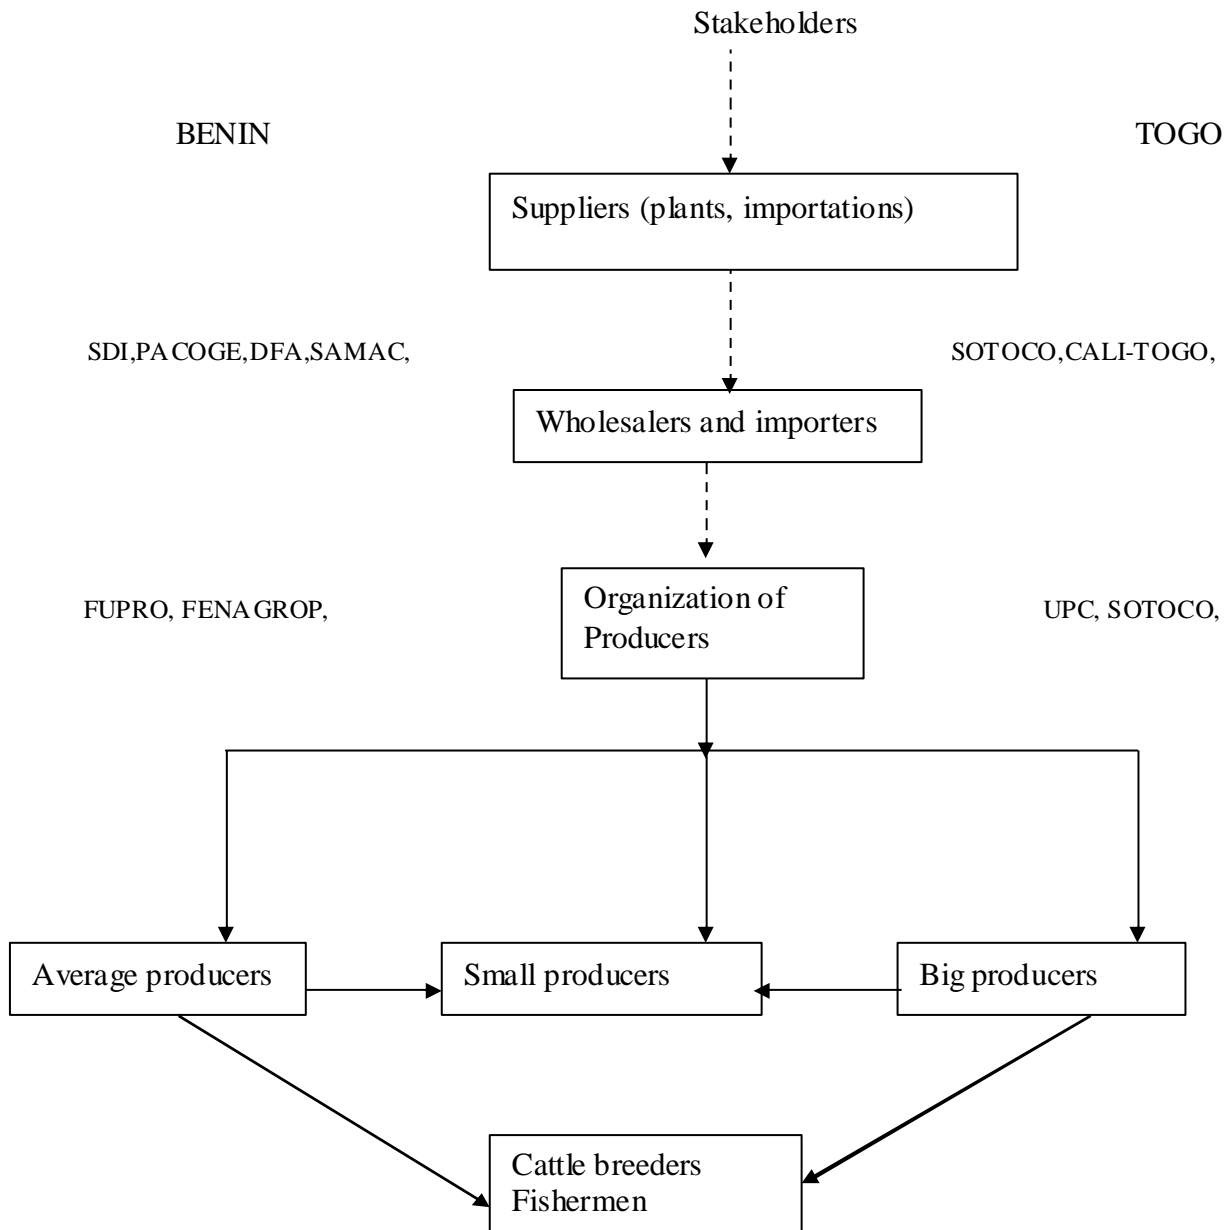 Stakeholders
BENIN
TOGO
Suppliers (plants, importations)
SDI,PACOGE,DFA,SAMAC,
SOTOCO,CALI-TOGO,
Wholesalers and importers
Organization of
Producers
FUPRO, FENAGROP,
UPC, SOTOCO,
Average producers
Small producers
Big producers
Cattle breeders
Fishermen